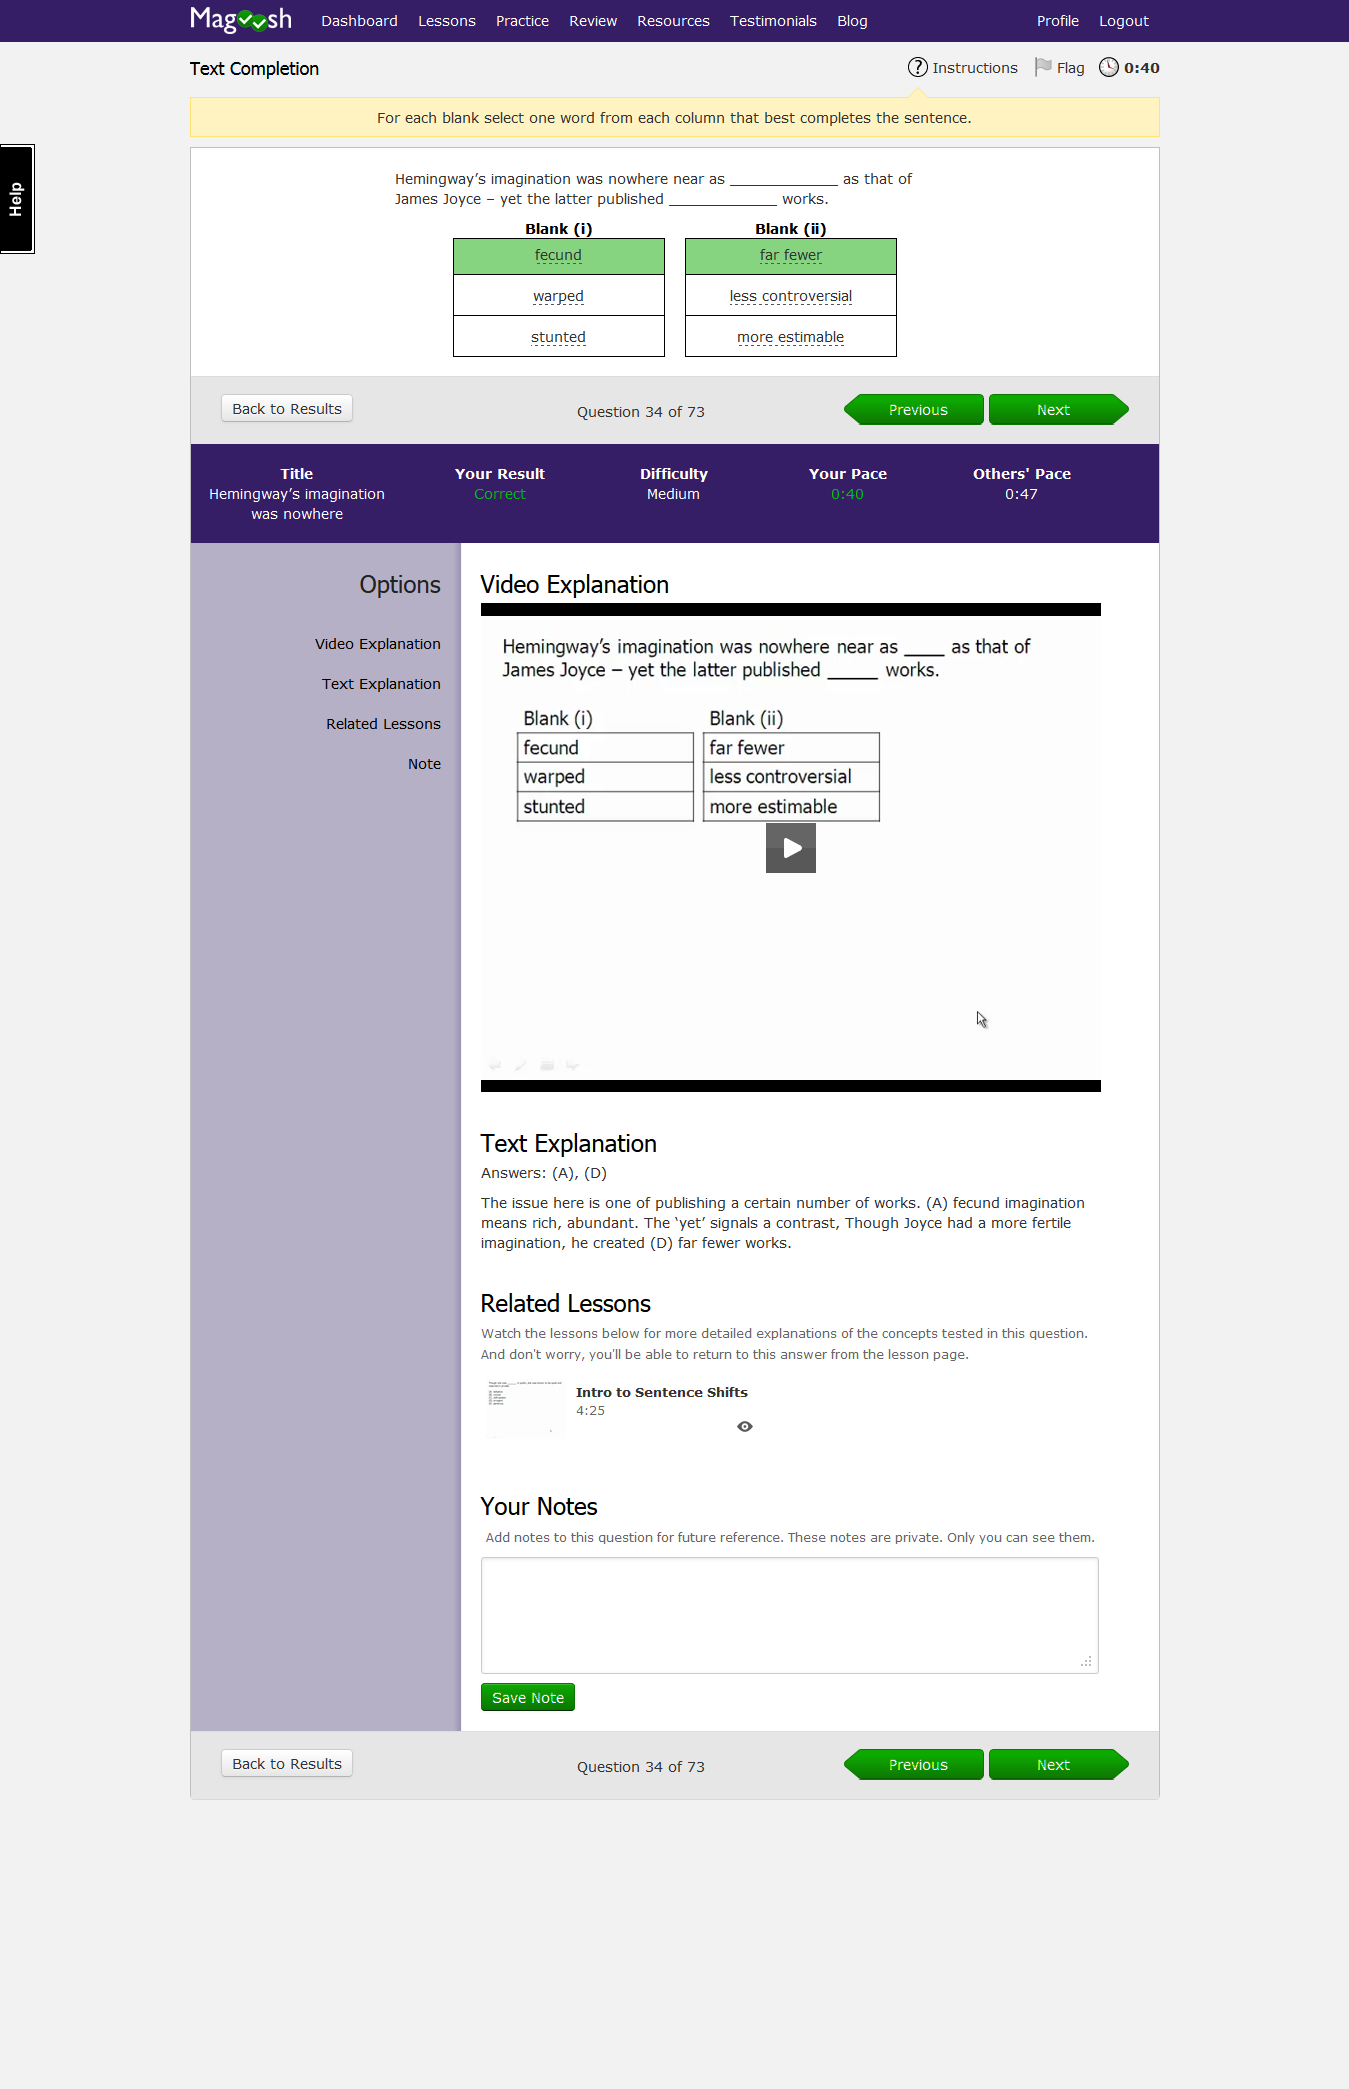 Magoosh Dashboard Lessons Practice Review Resources Testimonials Blog Profile Logout
Text Completion
? Instructions Flag 0:40
For each blank select one word from each column that best completes the sentence.
Help
Hemingway’s imagination was nowhere near as ____________ as that of
James Joyce – yet the latter published ____________ works.
Blank (i) Blank (ii)
fecund far fewer
warped less controversial
stunted more estimable
Back to Results Question 34 of 73 Previous Next
Title Your Result Difficulty Your Pace Others' Pace
Hemingway’s imagination Correct Medium 0:40 0:47
was nowhere
Options
Video Explanation
Text Explanation
Related Lessons
Note
Video Explanation
Hemingway’s imagination was nowhere near as ____ as that of
James Joyce – yet the latter published _____ works.
Blank (i) Blank (ii)
fecund far fewer
warped less controversial
stunted more estimable
Text Explanation
Answers: (A), (D)
The issue here is one of publishing a certain number of works. (A) fecund imagination
means rich, abundant. The ‘yet’ signals a contrast, Though Joyce had a more fertile
imagination, he created (D) far fewer works.
Related Lessons
Watch the lessons below for more detailed explanations of the concepts tested in this question.
And don't worry, you'll be able to return to this answer from the lesson page.
Intro to Sentence Shifts
4:25
Your Notes
Add notes to this question for future reference. These notes are private. Only you can see them.
Save Note
Back to Results Question 34 of 73 Previous Next